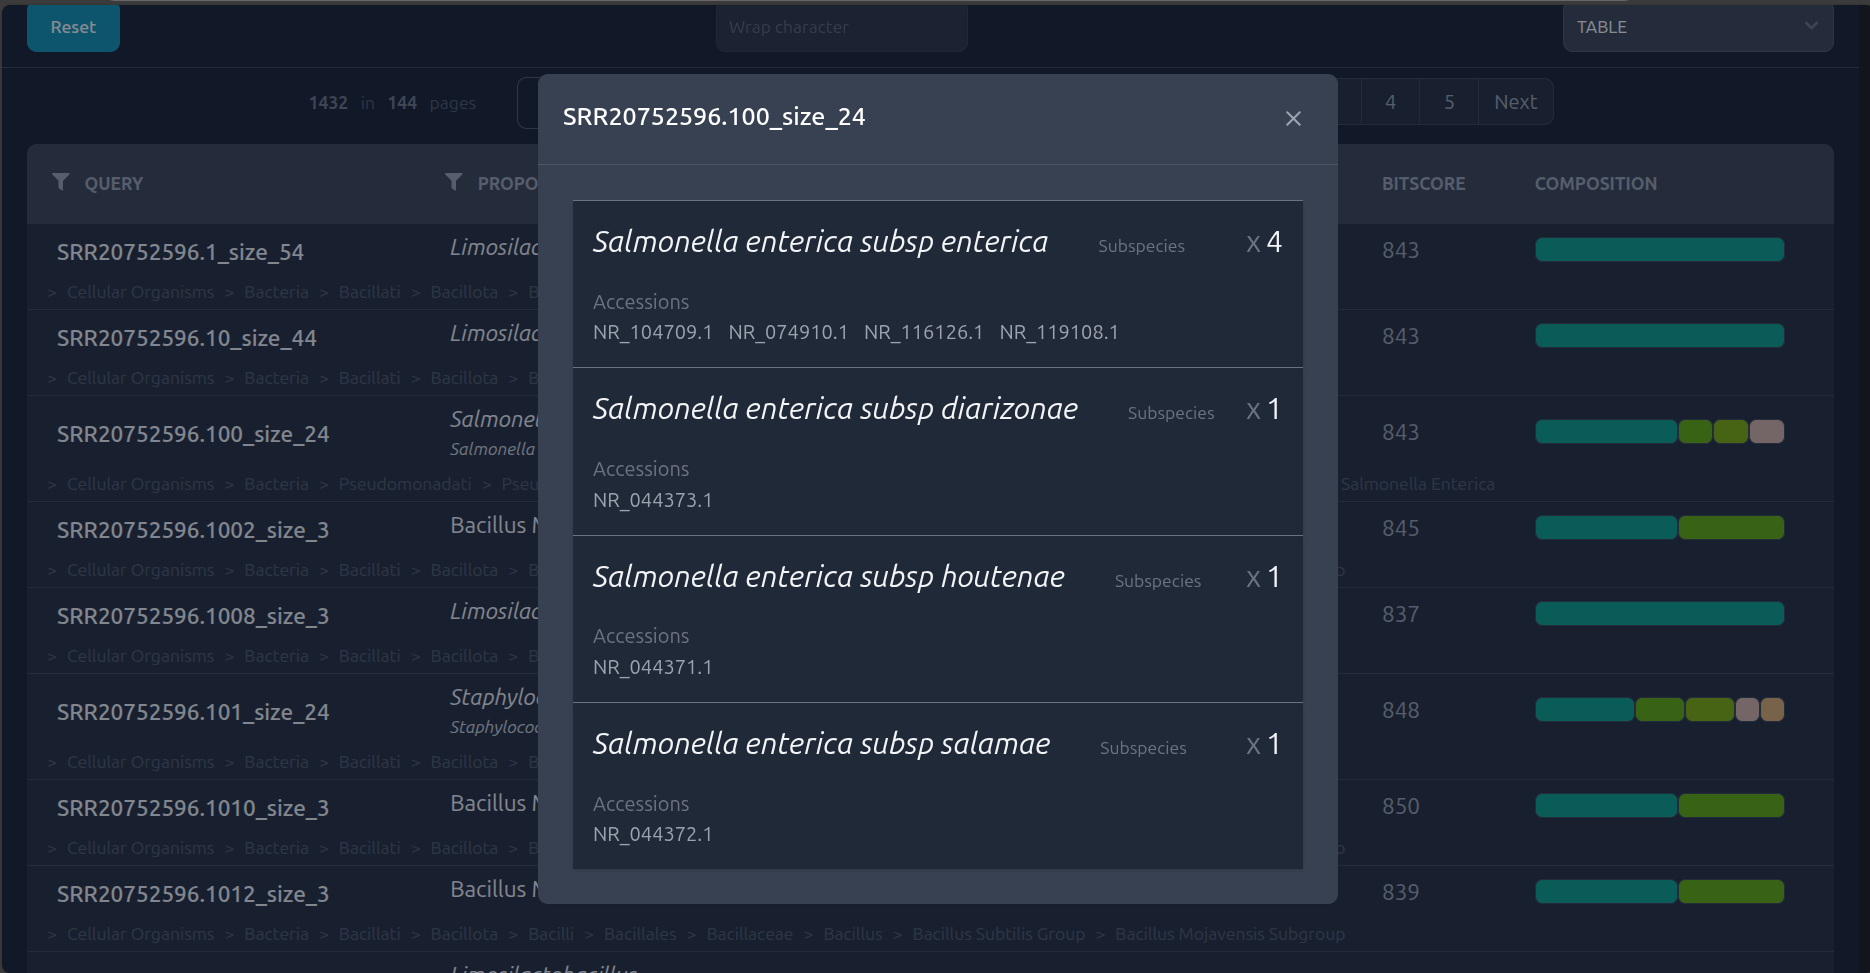 Reset
Wrap character
TABLE
1432 in 144 pages
4 5 Next
SRR20752596.100_size_24
QUERY
PROPO
BITSCORE
COMPOSITION
Salmonella enterica subsp enterica Subspecies X 4
Accessions
NR_104709.1 NR_074910.1 NR_116126.1 NR_119108.1
Salmonella enterica subsp diarizonae Subspecies X 1
Accessions
NR_044373.1
Salmonella enterica subsp houtenae Subspecies X 1
Accessions
NR_044371.1
Salmonella enterica subsp salamae Subspecies X 1
Accessions
NR_044372.1
SRR20752596.1_size_54 Limosilac 843
> Cellular Organisms > Bacteria > Bacillati > Bacillota > B
SRR20752596.10_size_44 Limosilac 843
> Cellular Organisms > Bacteria > Bacillati > Bacillota > B
SRR20752596.100_size_24 Salmonel 843
Salmonella
> Cellular Organisms > Bacteria > Pseudomonadati > Pseu Salmonella Enterica
SRR20752596.1002_size_3 Bacillus M 845
> Cellular Organisms > Bacteria > Bacillati > Bacillota > B
SRR20752596.1008_size_3 Limosilac 837
> Cellular Organisms > Bacteria > Bacillati > Bacillota > B
SRR20752596.101_size_24 Staphylo 848
Staphylococ
> Cellular Organisms > Bacteria > Bacillati > Bacillota > B
SRR20752596.1010_size_3 Bacillus M 850
> Cellular Organisms > Bacteria > Bacillati > Bacillota > B
SRR20752596.1012_size_3 Bacillus M 839
> Cellular Organisms > Bacteria > Bacillati > Bacillota > Bacilli > Bacillales > Bacillaceae > Bacillus > Bacillus Subtilis Group > Bacillus Mojavensis Subgroup
Limosilactobacillus